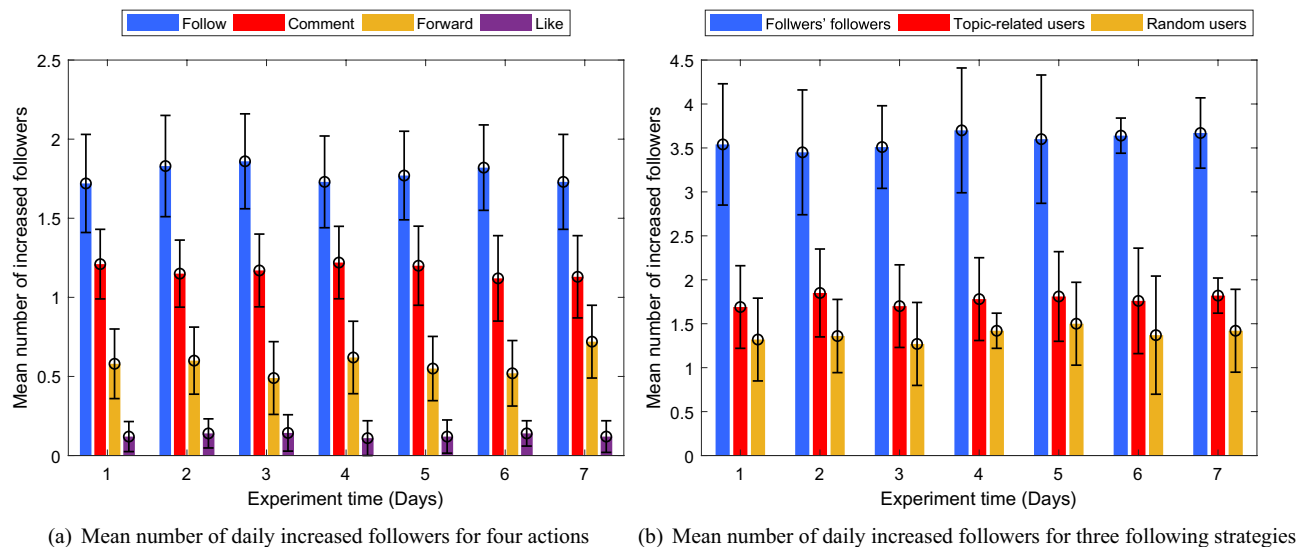 Follow Comment Forward Like
2.5
2
1.5
1
0.5
0
Mean number of increased followers
1 2 3 4 5 6 7
Experiment time (Days)
(a) Mean number of daily increased followers for four actions
Follwers' followers Topic-related users Random users
4.5
4
3.5
3
2.5
2
1.5
1
0.5
0
Mean number of increased followers
1 2 3 4 5 6 7
Experiment time (Days)
(b) Mean number of daily increased followers for three following strategies